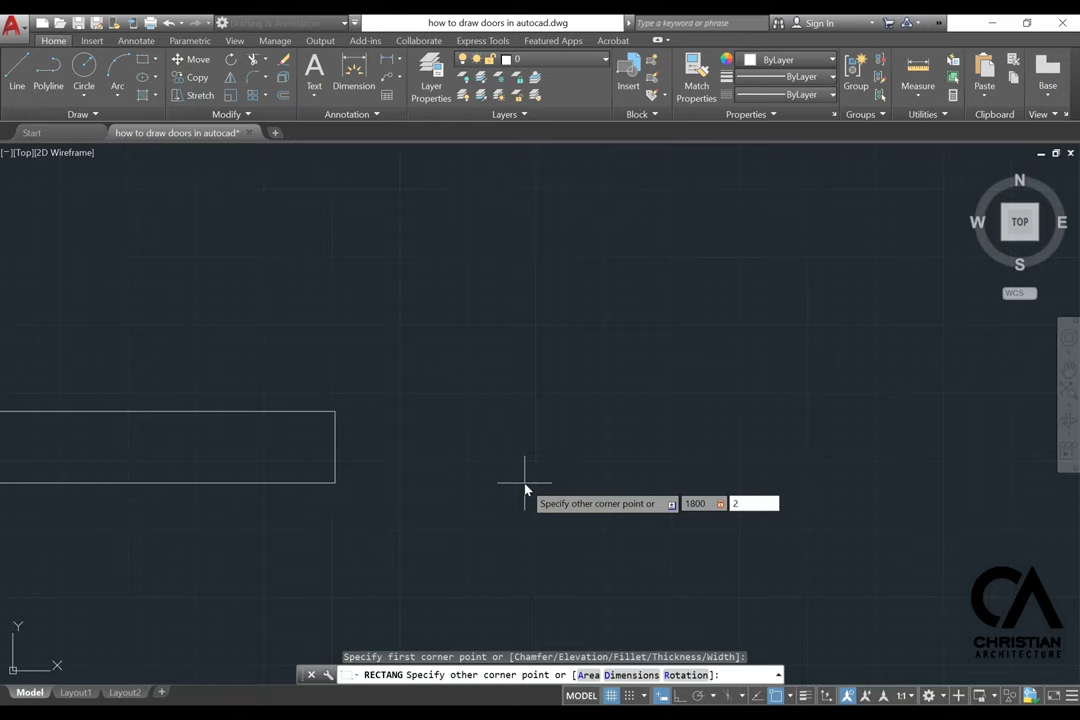 Drafting & Annotation
how to draw doors in autocad.dwg
Type a keyword or phrase
Sign In
Home Insert Annotate Parametric View Manage Output Add-ins Collaborate Express Tools Featured Apps Acrobat
Line Polyline Circle Arc
Move
Copy
Stretch
Text Dimension
Layer Properties
0
Insert
Match Properties
ByLayer
ByLayer
ByLayer
Group
Measure
Paste
Base
Draw Modify Annotation Layers Block Properties Groups Utilities Clipboard View
Start
how to draw doors in autocad*
[−][Top][2D Wireframe]
N
W TOP E
S
WCS
Specify other corner point or 1800 2
CA
CHRISTIAN
ARCHITECTURE
Y
X
Specify first corner point or [Chamfer/Elevation/Fillet/Thickness/Width]:
RECTANG Specify other corner point or [Area Dimensions Rotation]:
Model Layout1 Layout2
MODEL 1:1